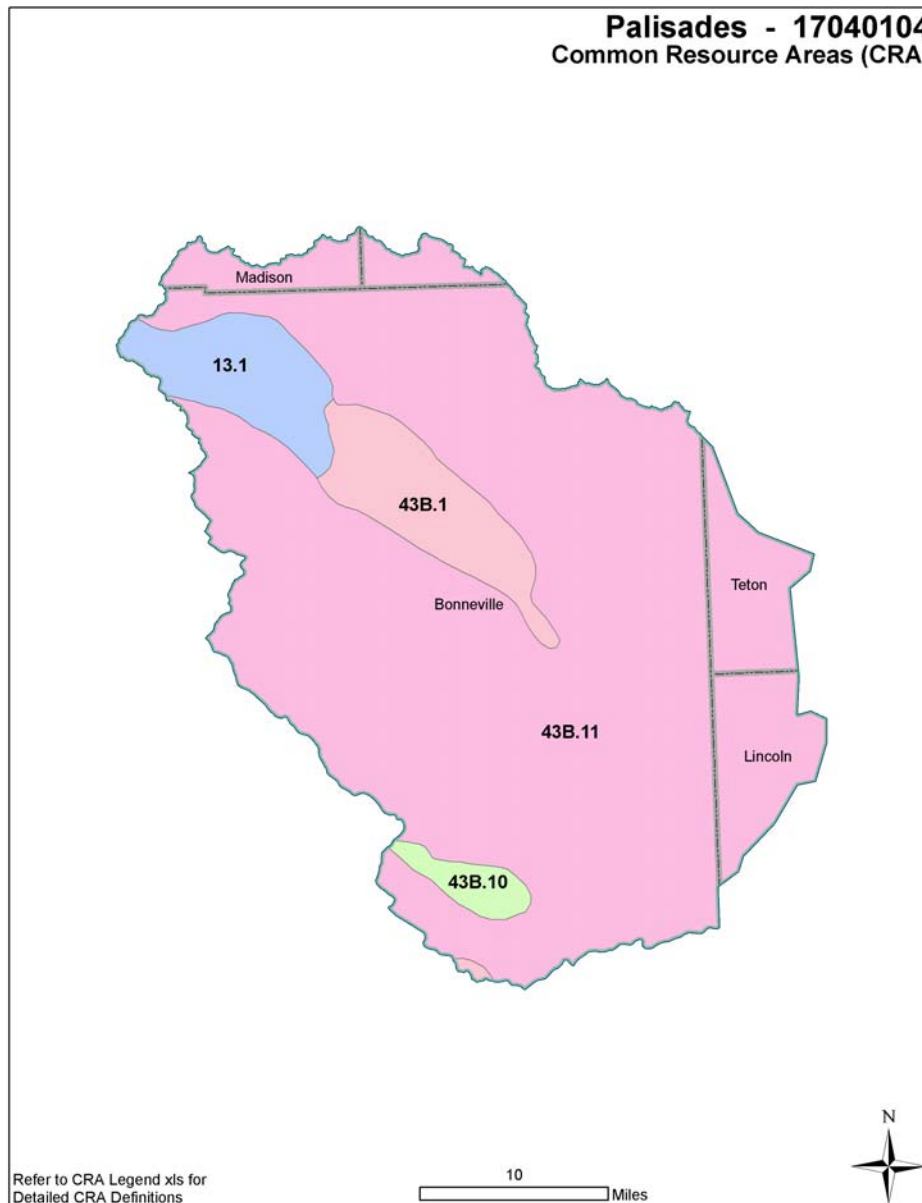 Palisades - 17040104
Common Resource Areas (CRA
Madison
13.1
43B.1
Teton
Bonneville
43B.11
Lincoln
43B.10
N
10
Miles
Refer to CRA Legend xls for
Detailed CRA Definitions